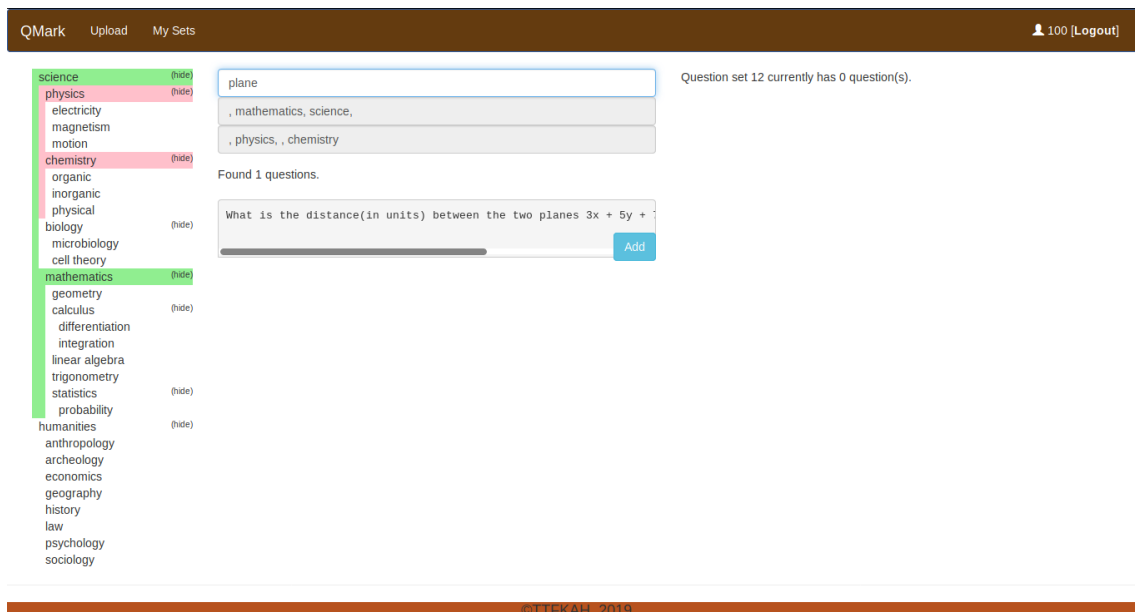 QMark Upload My Sets 100 [Logout]
science (hide)
physics (hide)
electricity
magnetism
motion
chemistry (hide)
organic
inorganic
physical
biology (hide)
microbiology
cell theory
mathematics (hide)
geometry
calculus (hide)
differentiation
integration
linear algebra
trigonometry
statistics (hide)
probability
humanities (hide)
anthropology
archeology
economics
geography
history
law
psychology
sociology
plane
, mathematics, science,
, physics, , chemistry
Found 1 questions.
What is the distance(in units) between the two planes 3x + 5y +
Add
Question set 12 currently has 0 question(s).
©TTFKAH, 2019